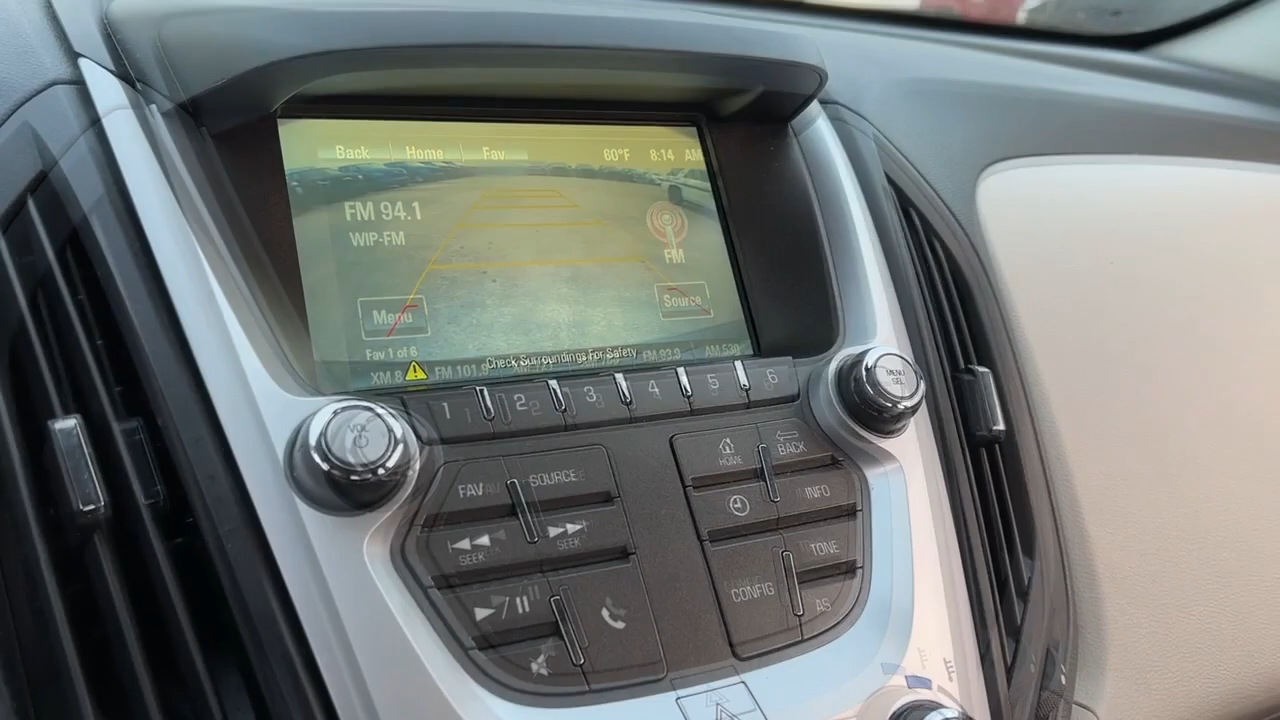 Back Home Fav 60°F 8:14 AM
FM 94.1
WIP-FM
FM
Menu
Source
Fav 1 of 6
Check Surroundings For Safety
XM 8 FM 101.9 FM 93.3 AM 530
1 2 3 4 5 6
VOL
MENU
SEL
FAV SOURCE
SEEK SEEK
HOME BACK
INFO
CONFIG TONE
AS